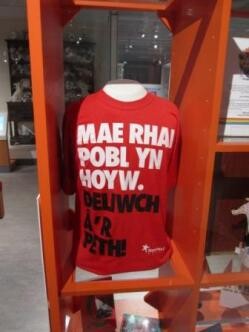 MAE RHAI
POBL YN
HOYW.
DELIWCH
Â'R
PETH!